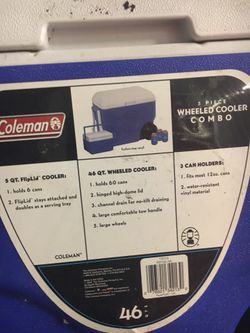 3 PIECE
WHEELED COOLER
COMBO
Coleman
5 QT. FlipLid COOLER:
1. holds 6 cans
2. FlipLid stays attached and
doubles as a serving tray
46 QT. WHEELED COOLER:
1. holds 60 cans
2. hinged high-dome lid
3. channel drain for no-tilt draining
4. large comfortable tow handle
5. large wheels
3 CAN HOLDERS:
1. fits most 12oz. cans
2. water-resistant
vinyl material
COLEMAN
46